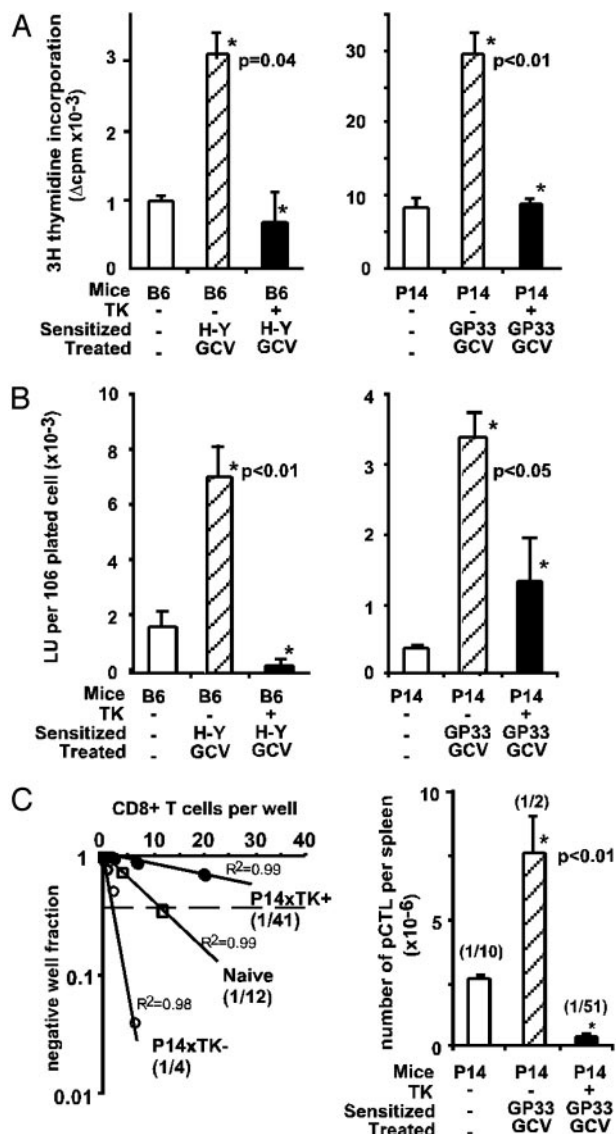 A
3H thymidine incorporation
(Δcpm x10-3)
3
2
1
0
*
p=0.04
*
Mice B6 B6 B6
TK - - +
Sensitized - H-Y H-Y
Treated - GCV GCV
30
20
10
0
*
p<0.01
*
P14 P14 P14
- - +
- GP33 GP33
- GCV GCV
B
LU per 106 plated cell (x10-3)
10
8
6
4
2
0
*
p<0.01
*
Mice B6 B6 B6
TK - - +
Sensitized - H-Y H-Y
Treated - GCV GCV
4
3
2
1
0
*
p<0.05
*
P14 P14 P14
- - +
- GP33 GP33
- GCV GCV
C
CD8+ T cells per well
0 10 20 30 40
negative well fraction
1
0.1
0.01
R2=0.99
P14xTK+
(1/41)
R2=0.99
Naive
(1/12)
R2=0.98
P14xTK-
(1/4)
number of pCTL per spleen
(x10-6)
10
5
0
(1/10)
(1/2)
*
p<0.01
(1/51)
*
Mice P14 P14 P14
TK - - +
Sensitized - GP33 GP33
Treated - GCV GCV